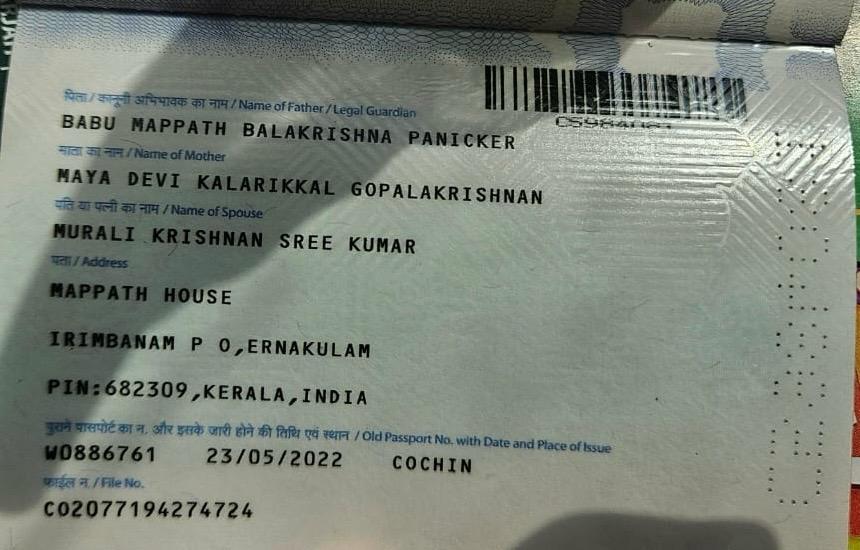 पिता / कानूनी अभिभावक का नाम / Name of Father / Legal Guardian
BABU MAPPATH BALAKRISHNA PANICKER
माता का नाम / Name of Mother
MAYA DEVI KALARIKKAL GOPALAKRISHNAN
पति या पत्नी का नाम / Name of Spouse
MURALI KRISHNAN SREE KUMAR
पता / Address
MAPPATH HOUSE
IRIMBANAM P O,ERNAKULAM
PIN:682309,KERALA,INDIA
पुराने पासपोर्ट का न. और इसके जारी होने की तिथि एवं स्थान / Old Passport No. with Date and Place of Issue
W0886761 23/05/2022 COCHIN
फाईल न. / File No.
CO2077194274724